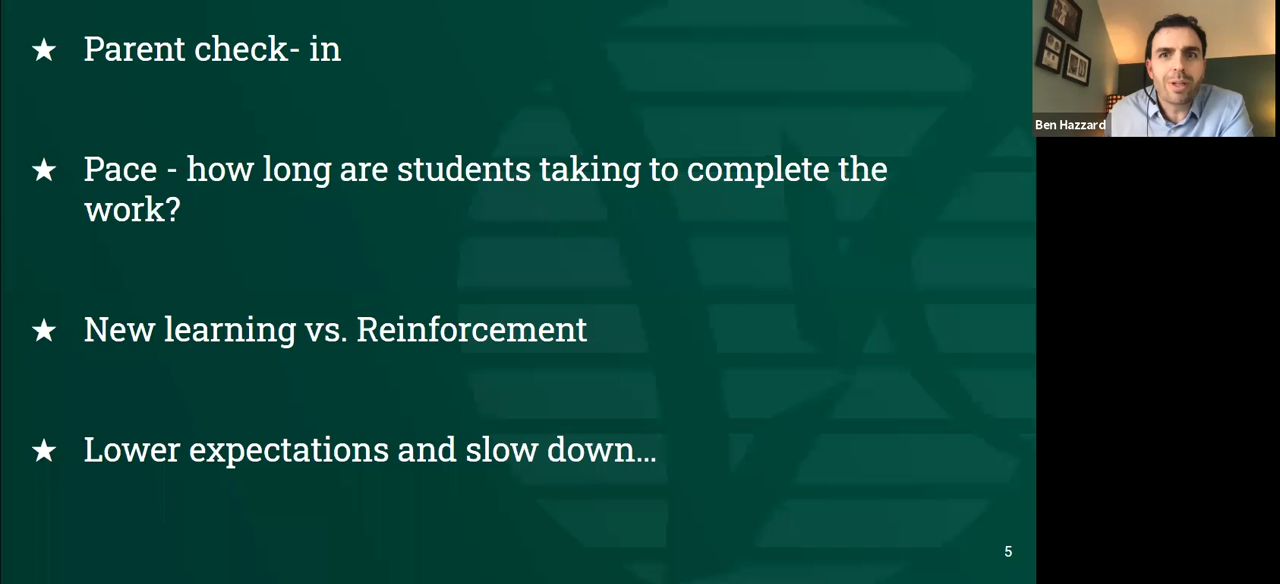 ★ Parent check- in
★ Pace - how long are students taking to complete the
work?
★ New learning vs. Reinforcement
★ Lower expectations and slow down...
5
Ben Hazzard